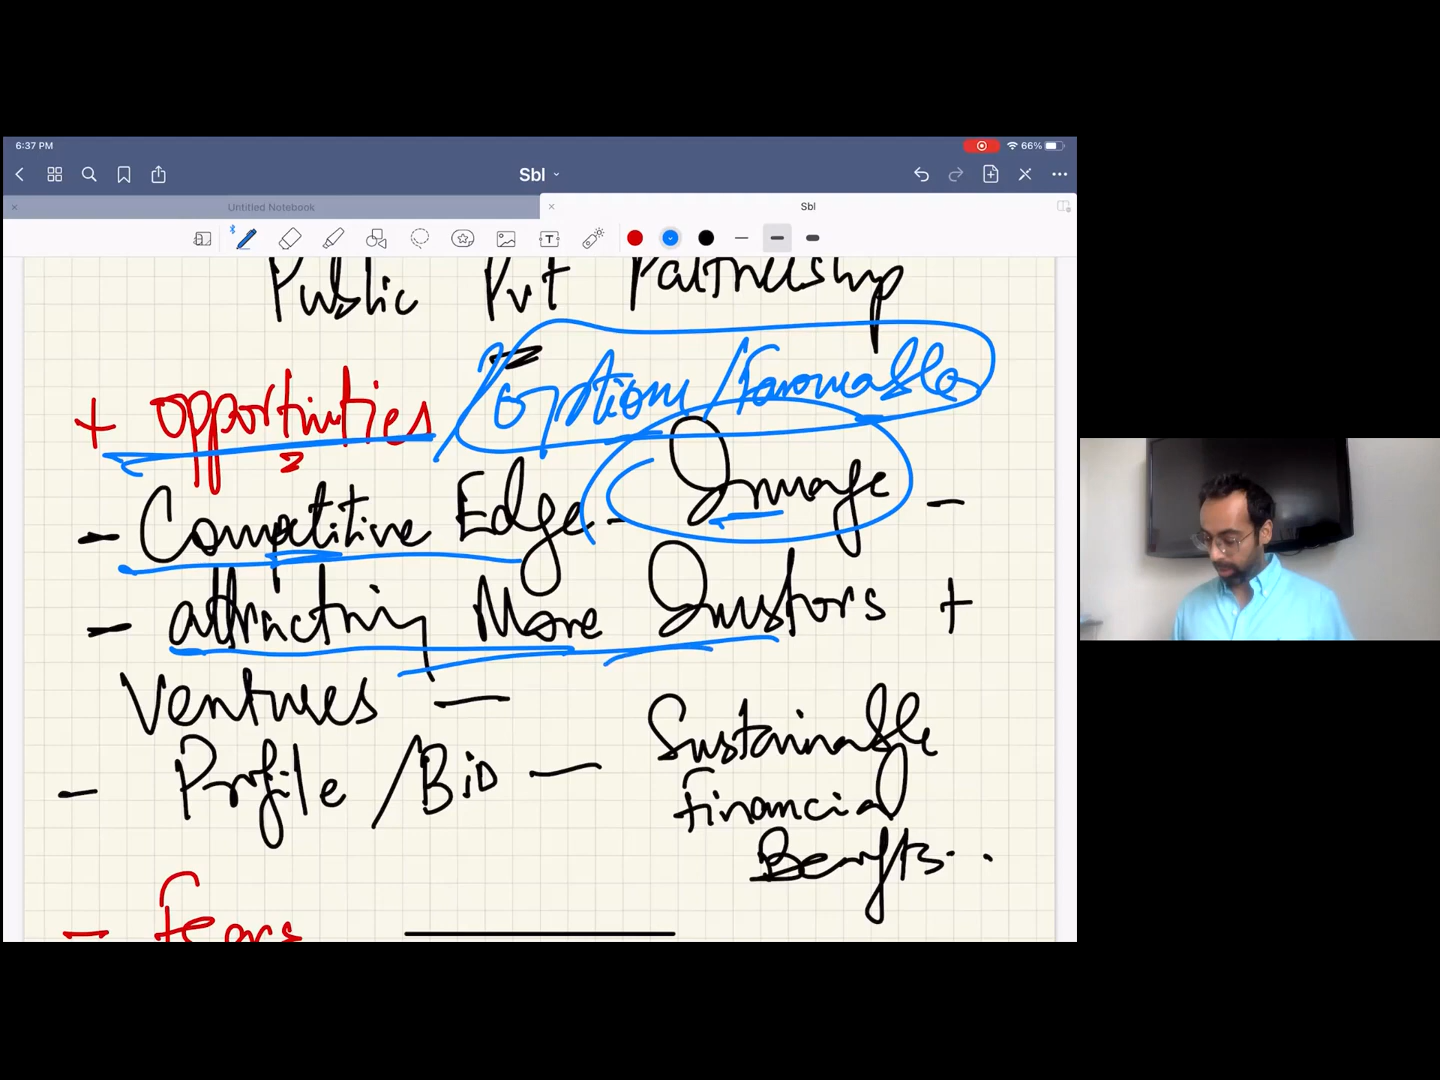 6:37 PM
66%
Sbl
Untitled Notebook
Sbl
T
Public Pvt Partnership
+ opportunities / options / Favourable
- Competitive Edge - Image -
- attracting More Investors +
Ventures -
- Profile / Bid - Sustainable
financial
Benefits..
- fears